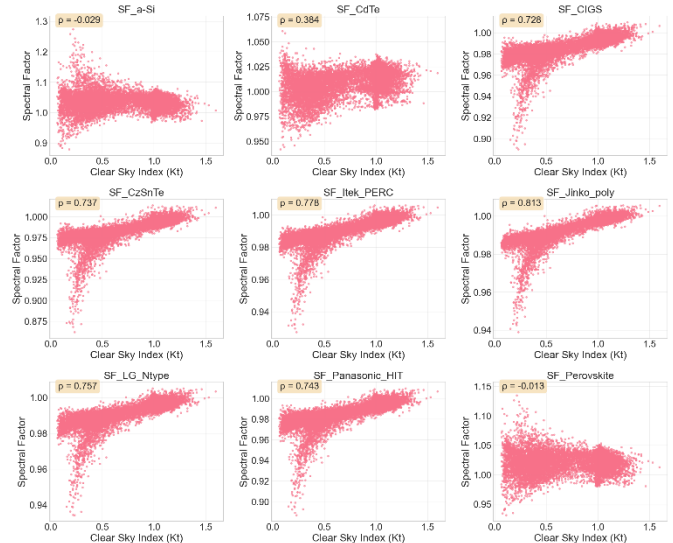 SF_a-Si
SF_CdTe
SF_CIGS
ρ = -0.029
ρ = 0.384
ρ = 0.728
1.3
1.2
1.1
1.0
0.9
1.075
1.050
1.025
1.000
0.975
0.950
1.00
0.98
0.96
0.94
0.92
0.90
Spectral Factor
Spectral Factor
Spectral Factor
0.0 0.5 1.0 1.5
0.0 0.5 1.0 1.5
0.0 0.5 1.0 1.5
Clear Sky Index (Kt)
Clear Sky Index (Kt)
Clear Sky Index (Kt)
SF_CzSnTe
SF_Itek_PERC
SF_Jinko_poly
ρ = 0.737
ρ = 0.778
ρ = 0.813
1.000
0.975
0.950
0.925
0.900
0.875
1.00
0.98
0.96
0.94
1.00
0.98
0.96
0.94
Spectral Factor
Spectral Factor
Spectral Factor
0.0 0.5 1.0 1.5
0.0 0.5 1.0 1.5
0.0 0.5 1.0 1.5
Clear Sky Index (Kt)
Clear Sky Index (Kt)
Clear Sky Index (Kt)
SF_LG_Ntype
SF_Panasonic_HIT
SF_Perovskite
ρ = 0.757
ρ = 0.743
ρ = -0.013
1.00
0.98
0.96
0.94
1.00
0.98
0.96
0.94
0.92
0.90
1.15
1.10
1.05
1.00
0.95
Spectral Factor
Spectral Factor
Spectral Factor
0.0 0.5 1.0 1.5
0.0 0.5 1.0 1.5
0.0 0.5 1.0 1.5
Clear Sky Index (Kt)
Clear Sky Index (Kt)
Clear Sky Index (Kt)